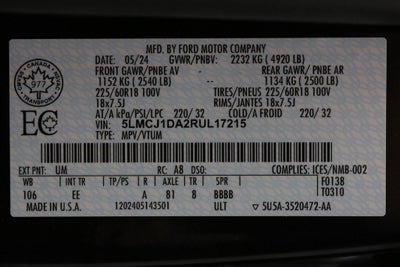 MFD. BY FORD MOTOR COMPANY
DATE: 05/24 GVWR/PNBV: 2232 KG ( 4920 LB)
FRONT GAWR/PNBE AV REAR GAWR/PNBE AR
1152 KG ( 2540 LB) 1134 KG ( 2500 LB)
225/60R18 100V TIRES/PNEUS 225/60R18 100V
18x7.5J RIMS/JANTES 18x7.5J
AT/A kPa/PSI/LPC 220/ 32 COLD/A FROID 220/ 32
VIN: 5LMCJ1DA2RUL17215
TYPE: MPV/VTUM
CANADA
977
TRANSPORT
EC
EXT PNT: UM RC: A8 DSO: COMPLIES: ICES/NMB-002
WB INT TR TP/PS R AXLE TR SPR F0138
106 EE A 81 8 BBBB T0310
MADE IN U.S.A. 1202405143501 ULT ▽ 5U5A-3520472-AA